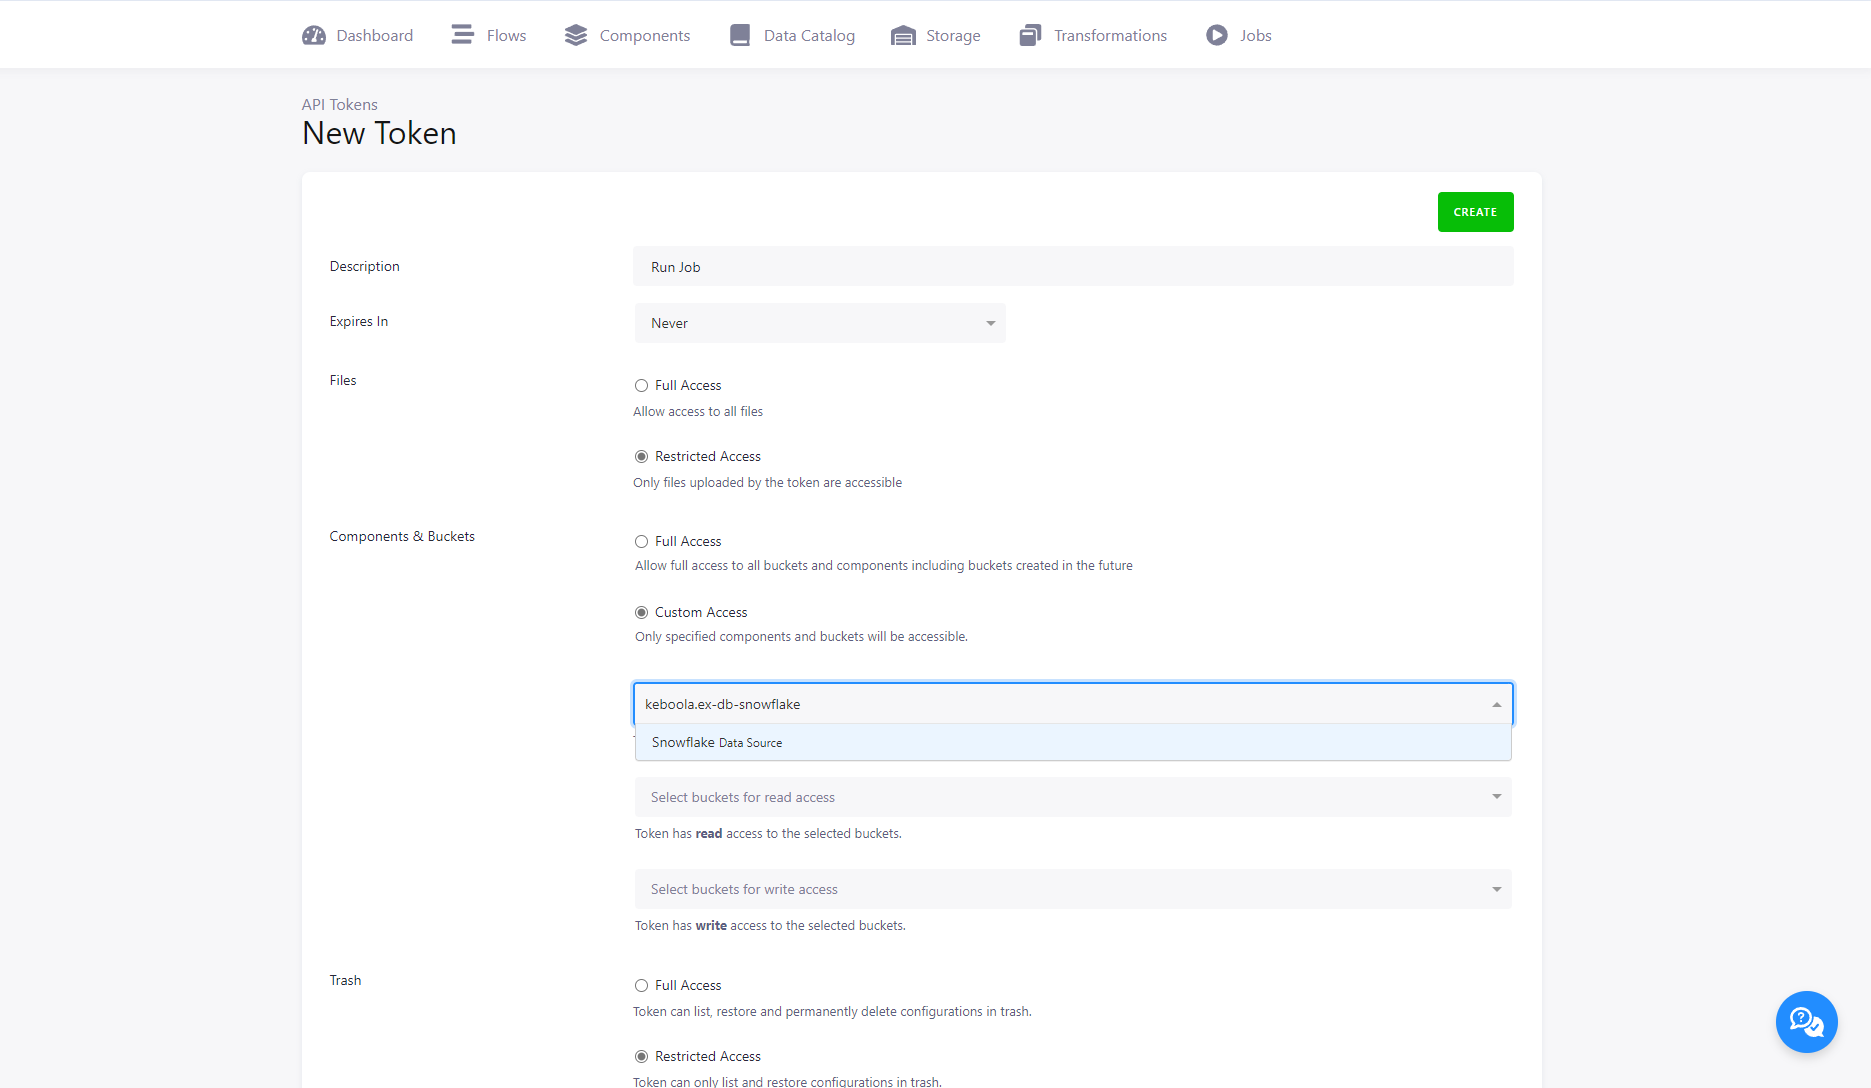 Dashboard Flows Components Data Catalog Storage Transformations Jobs
API Tokens
New Token
CREATE
Description Run Job
Expires In Never
Files Full Access
Allow access to all files
Restricted Access
Only files uploaded by the token are accessible
Components & Buckets Full Access
Allow full access to all buckets and components including buckets created in the future
Custom Access
Only specified components and buckets will be accessible.
keboola.ex-db-snowflake
Snowflake Data Source
Select buckets for read access
Token has read access to the selected buckets.
Select buckets for write access
Token has write access to the selected buckets.
Trash Full Access
Token can list, restore and permanently delete configurations in trash.
Restricted Access
Token can only list and restore configurations in trash.